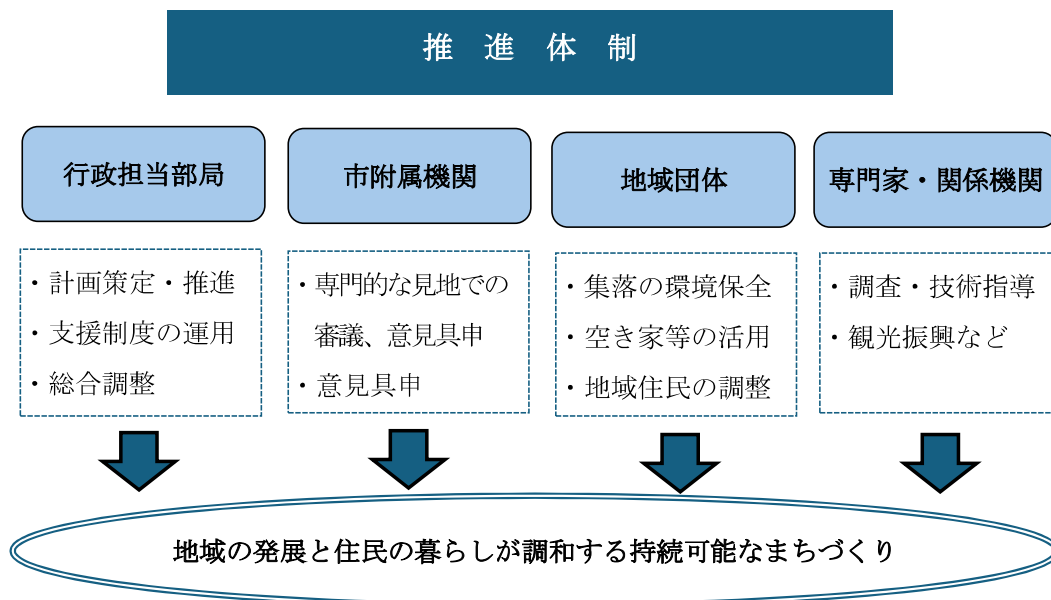 推進体制
行政担当部局
・計画策定・推進
・支援制度の運用
・総合調整
市附属機関
・専門的な見地での
審議、意見具申
・意見具申
地域団体
・集落の環境保全
・空き家等の活用
・地域住民の調整
専門家・関係機関
・調査・技術指導
・観光振興など
地域の発展と住民の暮らしが調和する持続可能なまちづくり